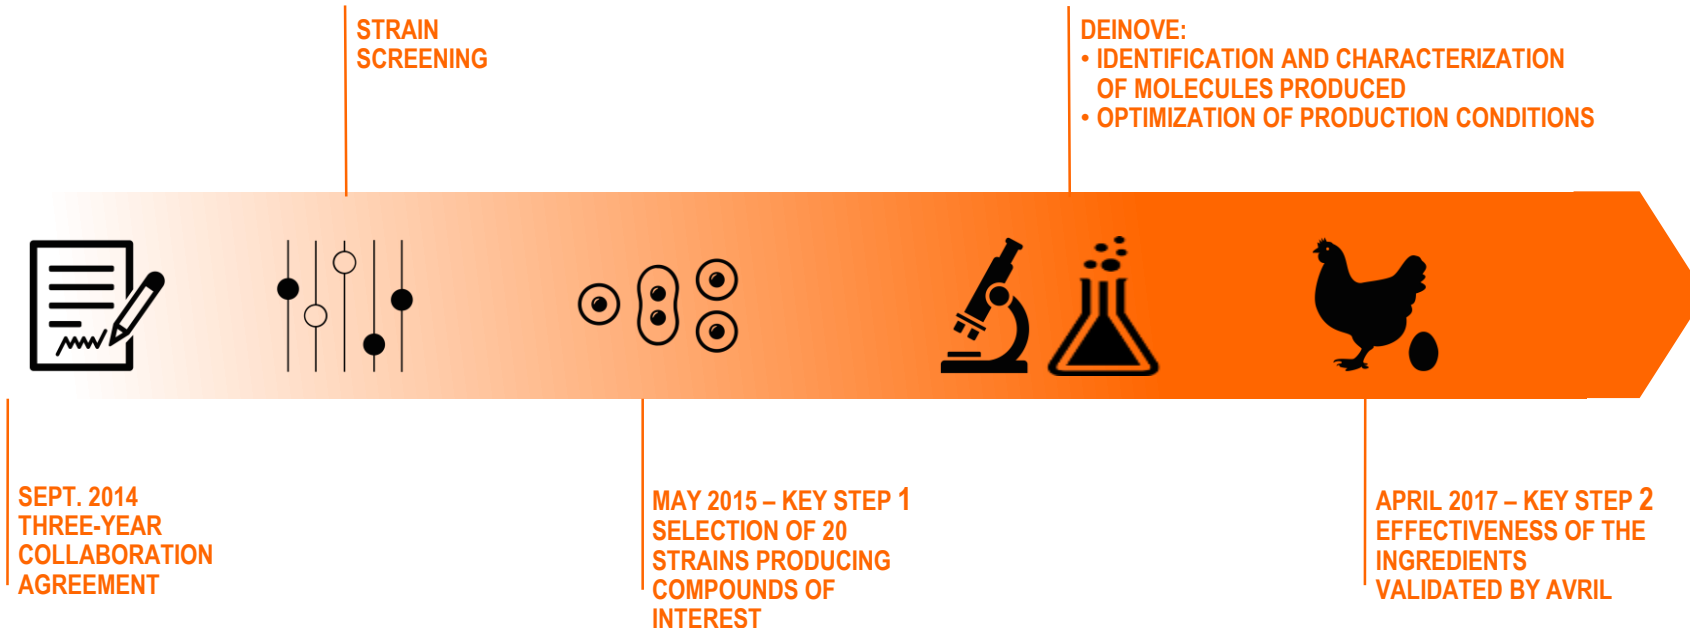 STRAIN
SCREENING
DEINOVE:
• IDENTIFICATION AND CHARACTERIZATION
OF MOLECULES PRODUCED
• OPTIMIZATION OF PRODUCTION CONDITIONS
SEPT. 2014
THREE-YEAR
COLLABORATION
AGREEMENT
MAY 2015 – KEY STEP 1
SELECTION OF 20
STRAINS PRODUCING
COMPOUNDS OF
INTEREST
APRIL 2017 – KEY STEP 2
EFFECTIVENESS OF THE
INGREDIENTS
VALIDATED BY AVRIL